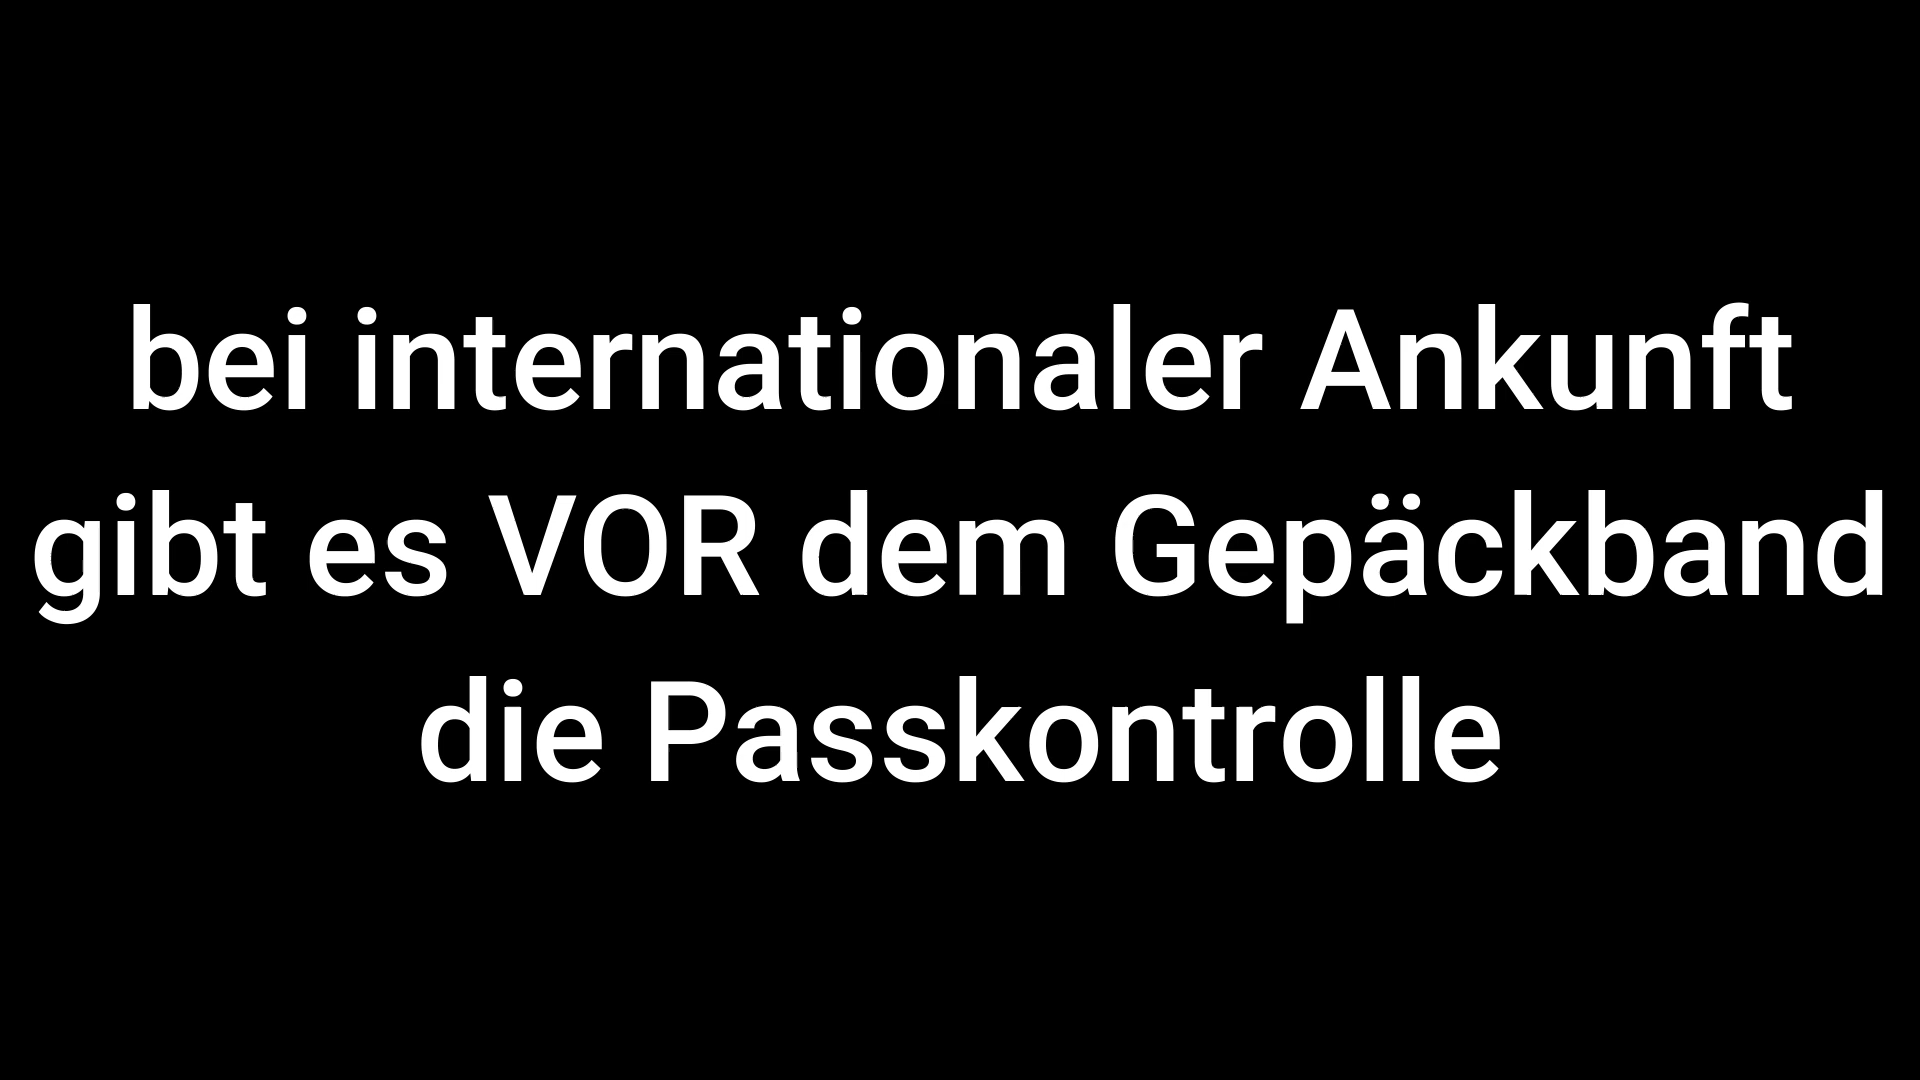 bei internationaler Ankunft
gibt es VOR dem Gepäckband
die Passkontrolle